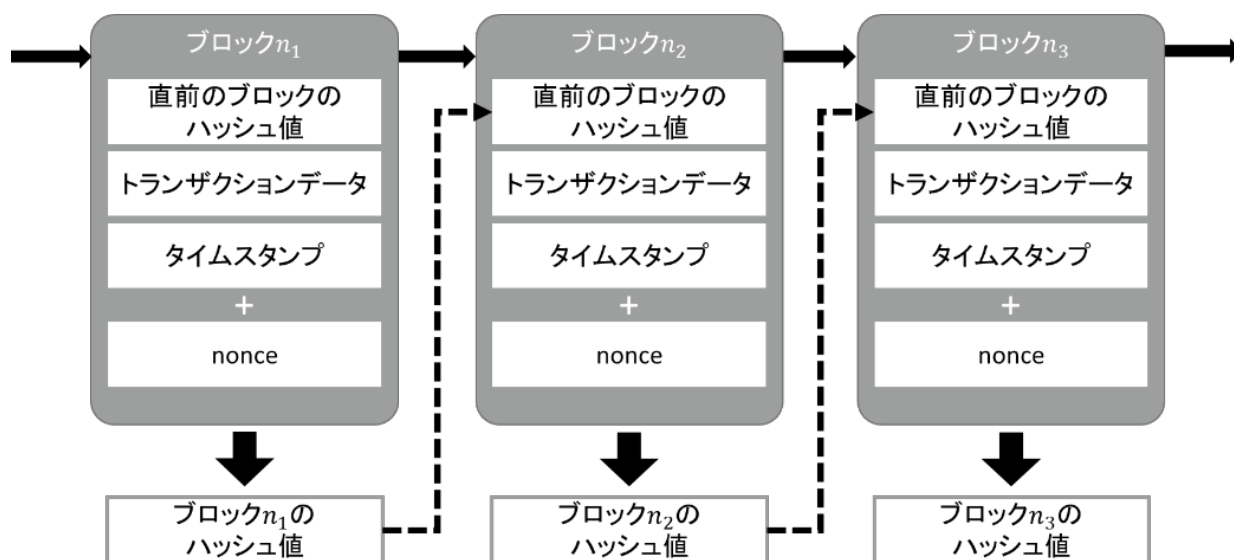 ブロックn₁
直前のブロックの
ハッシュ値
トランザクションデータ
タイムスタンプ
+
nonce
ブロックn₁の
ハッシュ値
ブロックn₂
直前のブロックの
ハッシュ値
トランザクションデータ
タイムスタンプ
+
nonce
ブロックn₂の
ハッシュ値
ブロックn₃
直前のブロックの
ハッシュ値
トランザクションデータ
タイムスタンプ
+
nonce
ブロックn₃の
ハッシュ値